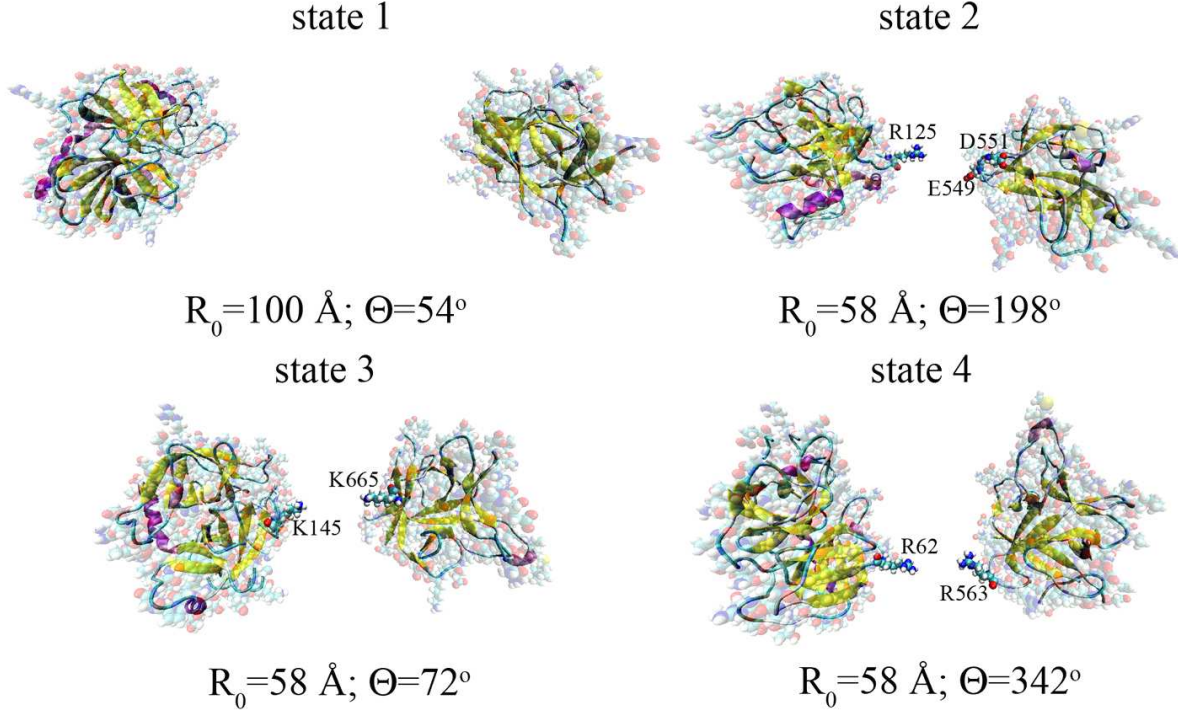 state 1
R₀=100 Å; Θ=54°
state 2
R125
D551
E549
R₀=58 Å; Θ=198°
state 3
K665
K145
R₀=58 Å; Θ=72°
state 4
R62
R563
R₀=58 Å; Θ=342°